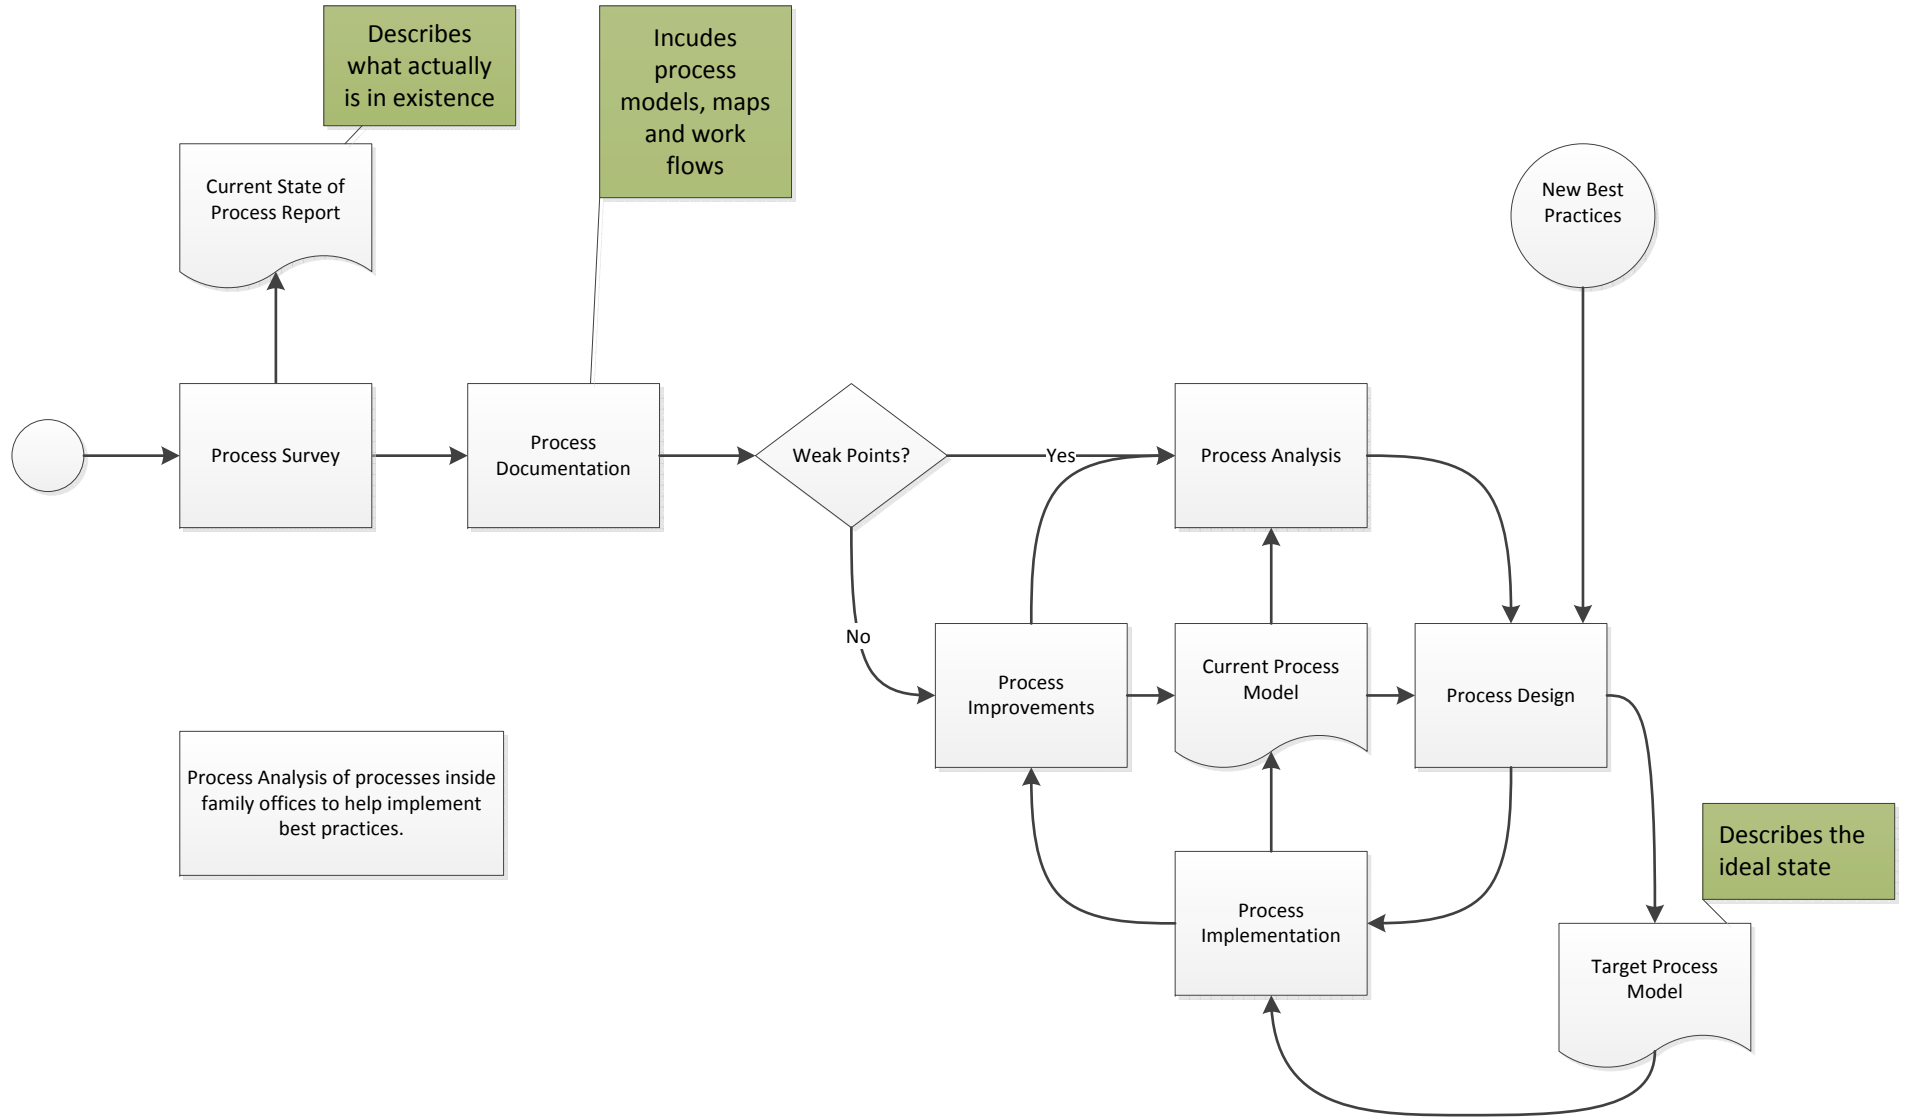 Describes
what actually
is in existence
Incudes
process
models, maps
and work
flows
Current State of
Process Report
New Best
Practices
Process Survey
Process
Documentation
Weak Points?
Yes
Process Analysis
No
Process
Improvements
Current Process
Model
Process Design
Process Analysis of processes inside
family offices to help implement
best practices.
Describes the
ideal state
Process
Implementation
Target Process
Model